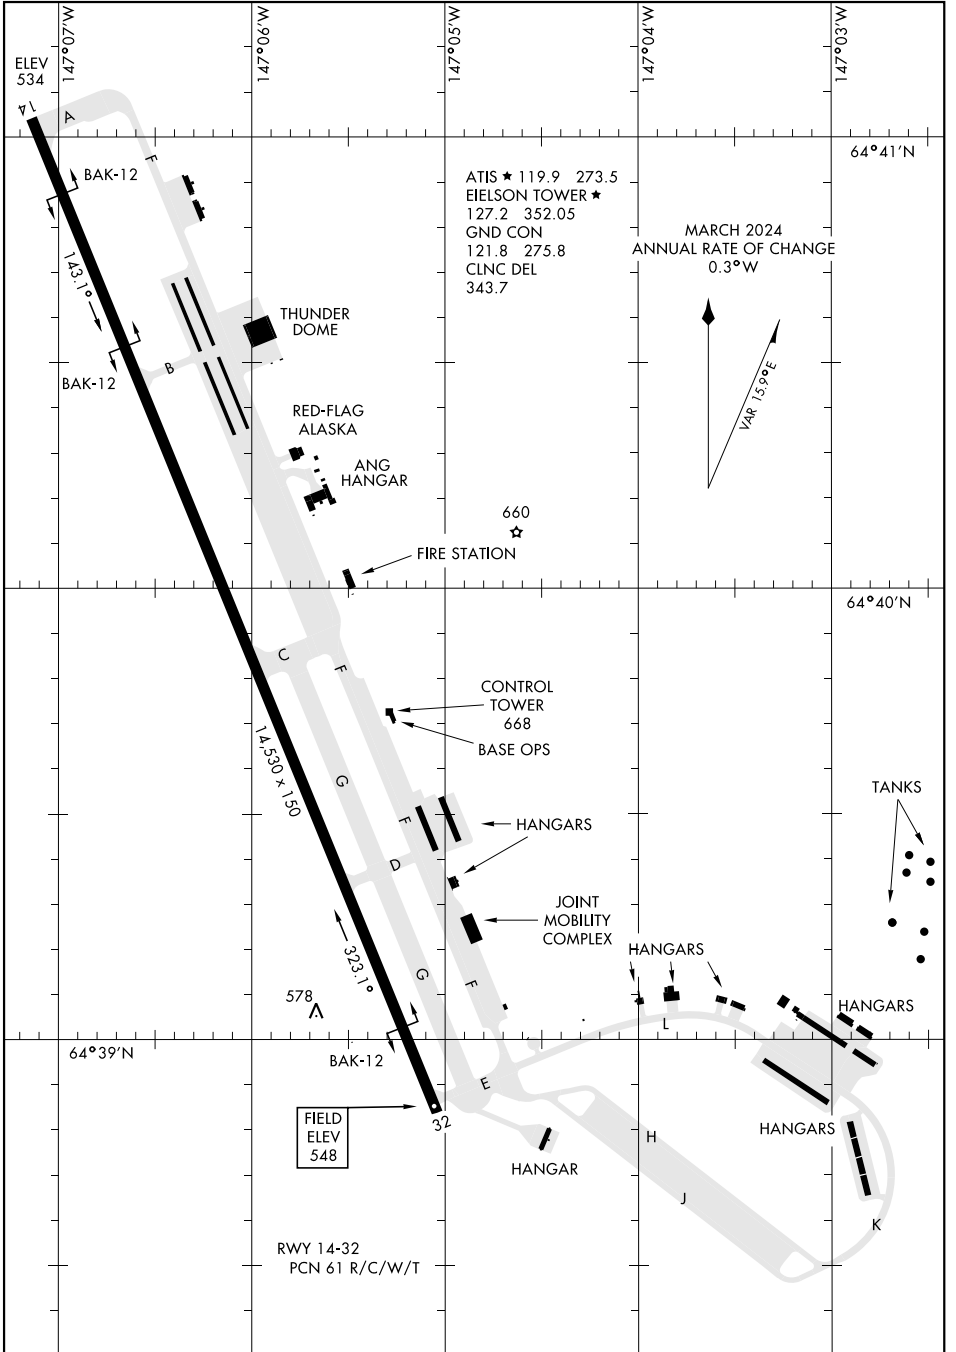 147°07'W
147°06'W
147°05'W
147°04'W
147°03'W
ELEV
534
14
A
F
64°41'N
BAK-12
ATIS ★ 119.9 273.5
EIELSON TOWER ★
127.2 352.05
GND CON
121.8 275.8
CLNC DEL
343.7
MARCH 2024
ANNUAL RATE OF CHANGE
0.3°W
VAR 15.9°E
143.1°
THUNDER
DOME
B
BAK-12
RED-FLAG
ALASKA
ANG
HANGAR
660
FIRE STATION
64°40'N
C
F
CONTROL
TOWER
668
BASE OPS
14,530 x 150
G
F
HANGARS
TANKS
D
JOINT
MOBILITY
COMPLEX
323.1°
G
F
HANGARS
578
L
HANGARS
64°39'N
BAK-12
E
FIELD
ELEV
548
32
H
HANGARS
HANGAR
J
K
RWY 14-32
PCN 61 R/C/W/T